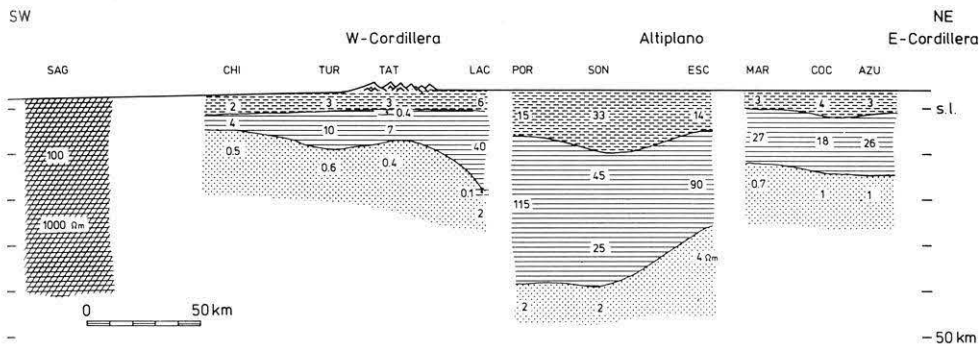 SW NE
W-Cordillera Altiplano E-Cordillera
SAG CHI TUR TAT LAC POR SON ESC MAR COC AZU
2 3 3 0.4 6 15 33 14 3 4 3 s.l.
4 10 7 40 45 27 18 26
100 0.5 0.6 0.4 0.1 90 0.7 1 1
1000 Ωm 2 115 25
4 Ωm
0 50 km 2 2
50 km